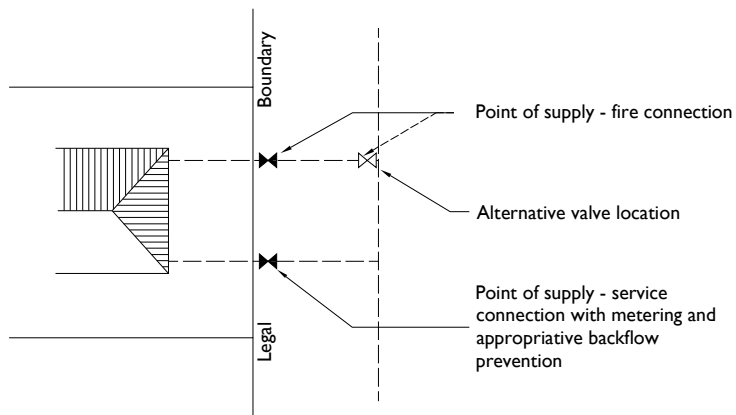 Boundary
Legal
Point of supply - fire connection
Alternative valve location
Point of supply - service
connection with metering and
appropriative backflow
prevention